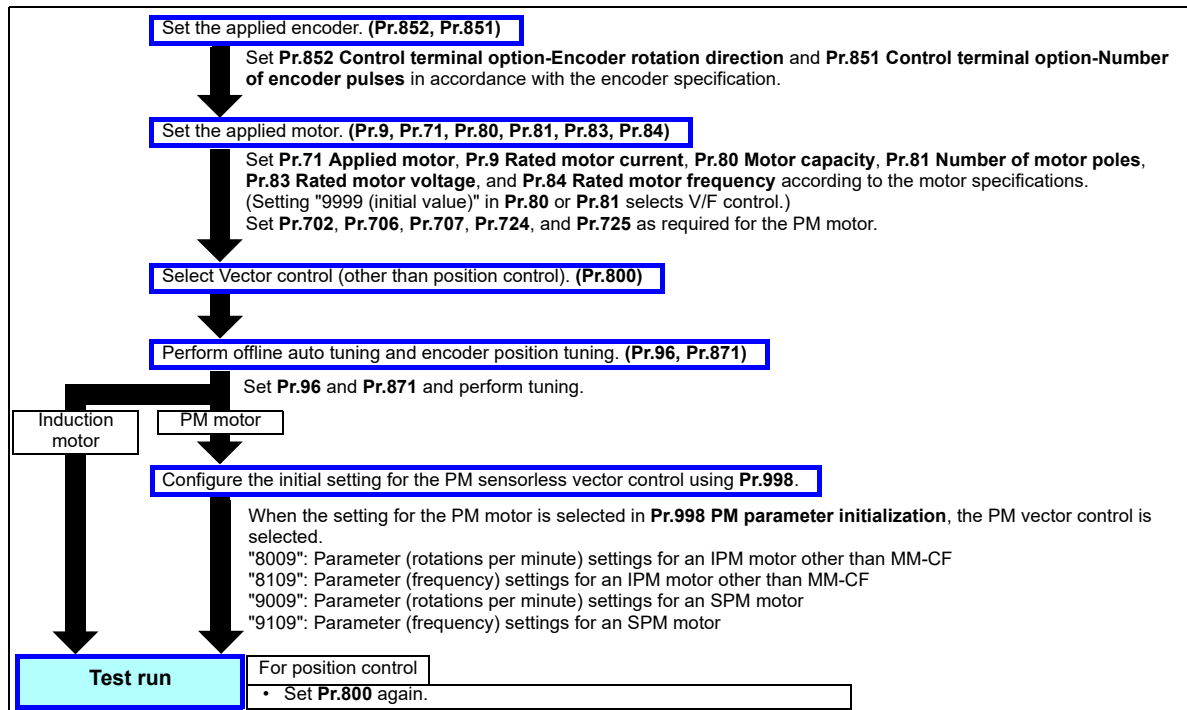 Set the applied encoder. (Pr.852, Pr.851)
Set Pr.852 Control terminal option-Encoder rotation direction and Pr.851 Control terminal option-Number
of encoder pulses in accordance with the encoder specification.
Set the applied motor. (Pr.9, Pr.71, Pr.80, Pr.81, Pr.83, Pr.84)
Set Pr.71 Applied motor, Pr.9 Rated motor current, Pr.80 Motor capacity, Pr.81 Number of motor poles,
Pr.83 Rated motor voltage, and Pr.84 Rated motor frequency according to the motor specifications.
(Setting "9999 (initial value)" in Pr.80 or Pr.81 selects V/F control.)
Set Pr.702, Pr.706, Pr.707, Pr.724, and Pr.725 as required for the PM motor.
Select Vector control (other than position control). (Pr.800)
Perform offline auto tuning and encoder position tuning. (Pr.96, Pr.871)
Set Pr.96 and Pr.871 and perform tuning.
Induction
motor
PM motor
Configure the initial setting for the PM sensorless vector control using Pr.998.
When the setting for the PM motor is selected in Pr.998 PM parameter initialization, the PM vector control is
selected.
"8009": Parameter (rotations per minute) settings for an IPM motor other than MM-CF
"8109": Parameter (frequency) settings for an IPM motor other than MM-CF
"9009": Parameter (rotations per minute) settings for an SPM motor
"9109": Parameter (frequency) settings for an SPM motor
Test run
For position control
• Set Pr.800 again.